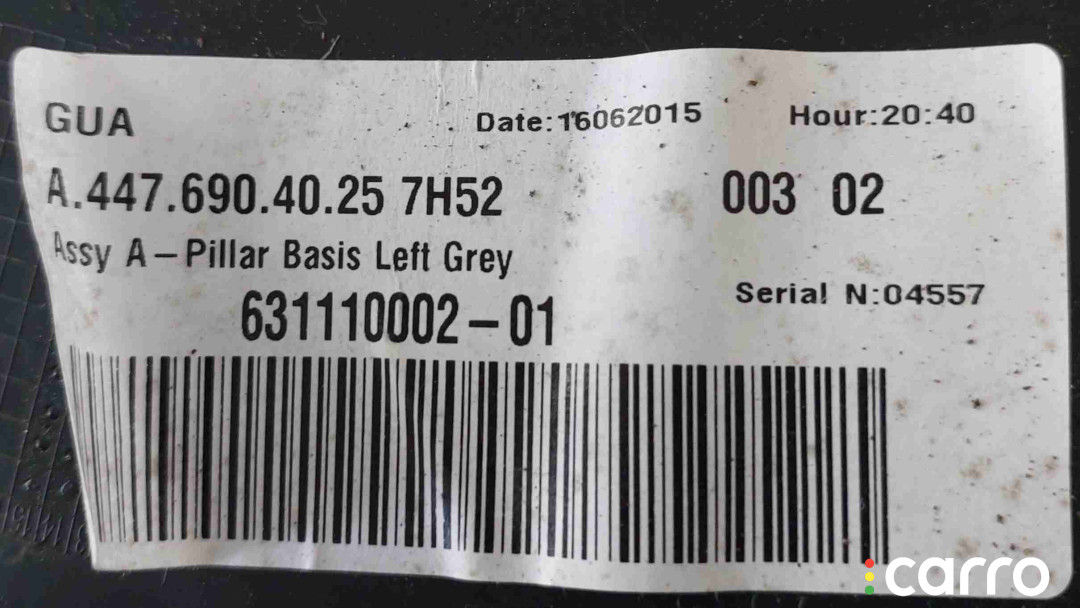 GUA Date:16062015 Hour:20:40
A.447.690.40.25 7H52 003 02
Assy A-Pillar Basis Left Grey
Serial N:04557
631110002-01
carro